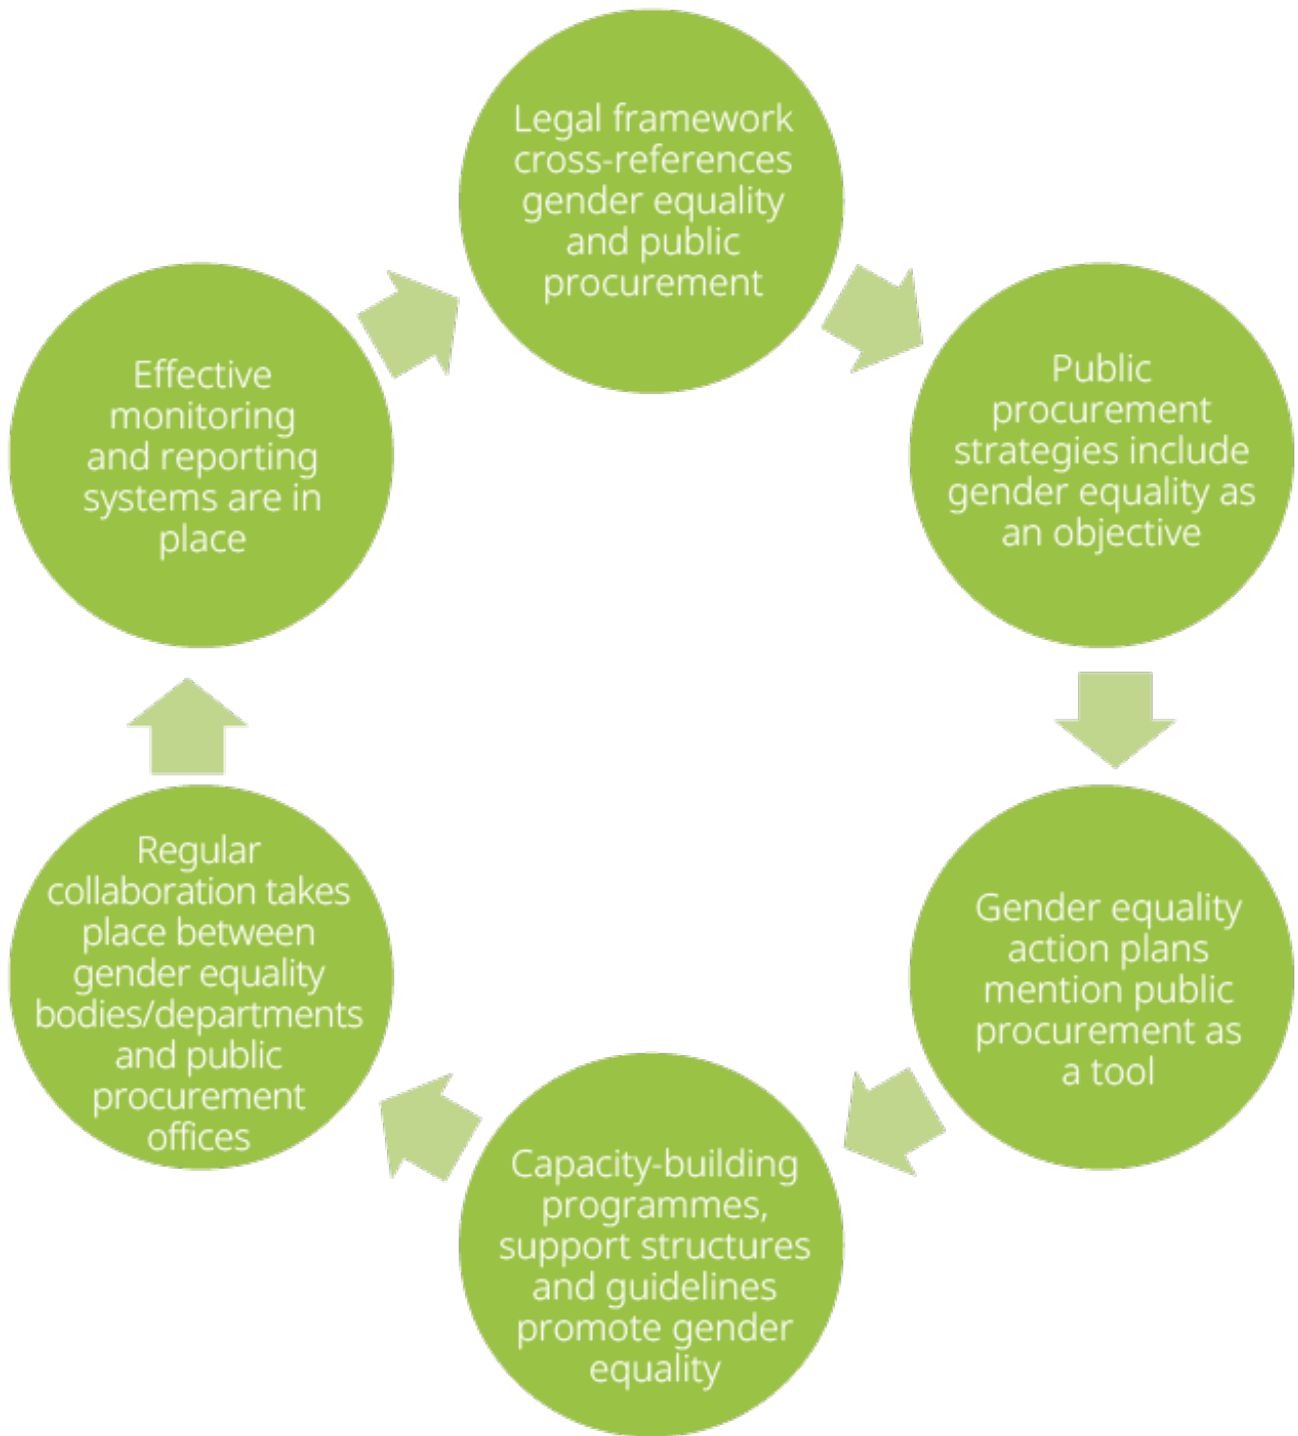 Legal framework
cross-references
gender equality
and public
procurement
Public
procurement
strategies include
gender equality as
an objective
Gender equality
action plans
mention public
procurement as
a tool
Capacity-building
programmes,
support structures
and guidelines
promote gender
equality
Regular
collaboration takes
place between
gender equality
bodies/departments
and public
procurement
offices
Effective
monitoring
and reporting
systems are in
place